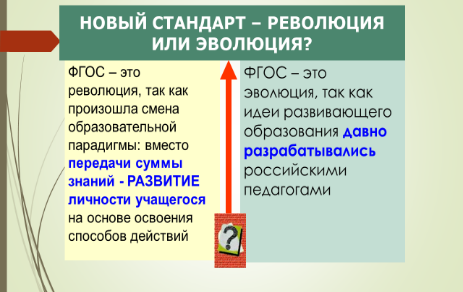 НОВЫЙ СТАНДАРТ – РЕВОЛЮЦИЯ
ИЛИ ЭВОЛЮЦИЯ?
ФГОС – это
революция, так как
произошла смена
образовательной
парадигмы: вместо
передачи суммы
знаний - РАЗВИТИЕ
личности учащегося
на основе освоения
способов действий
ФГОС – это
эволюция, так как
идеи развивающего
образования давно
разрабатывались
российскими
педагогами
?